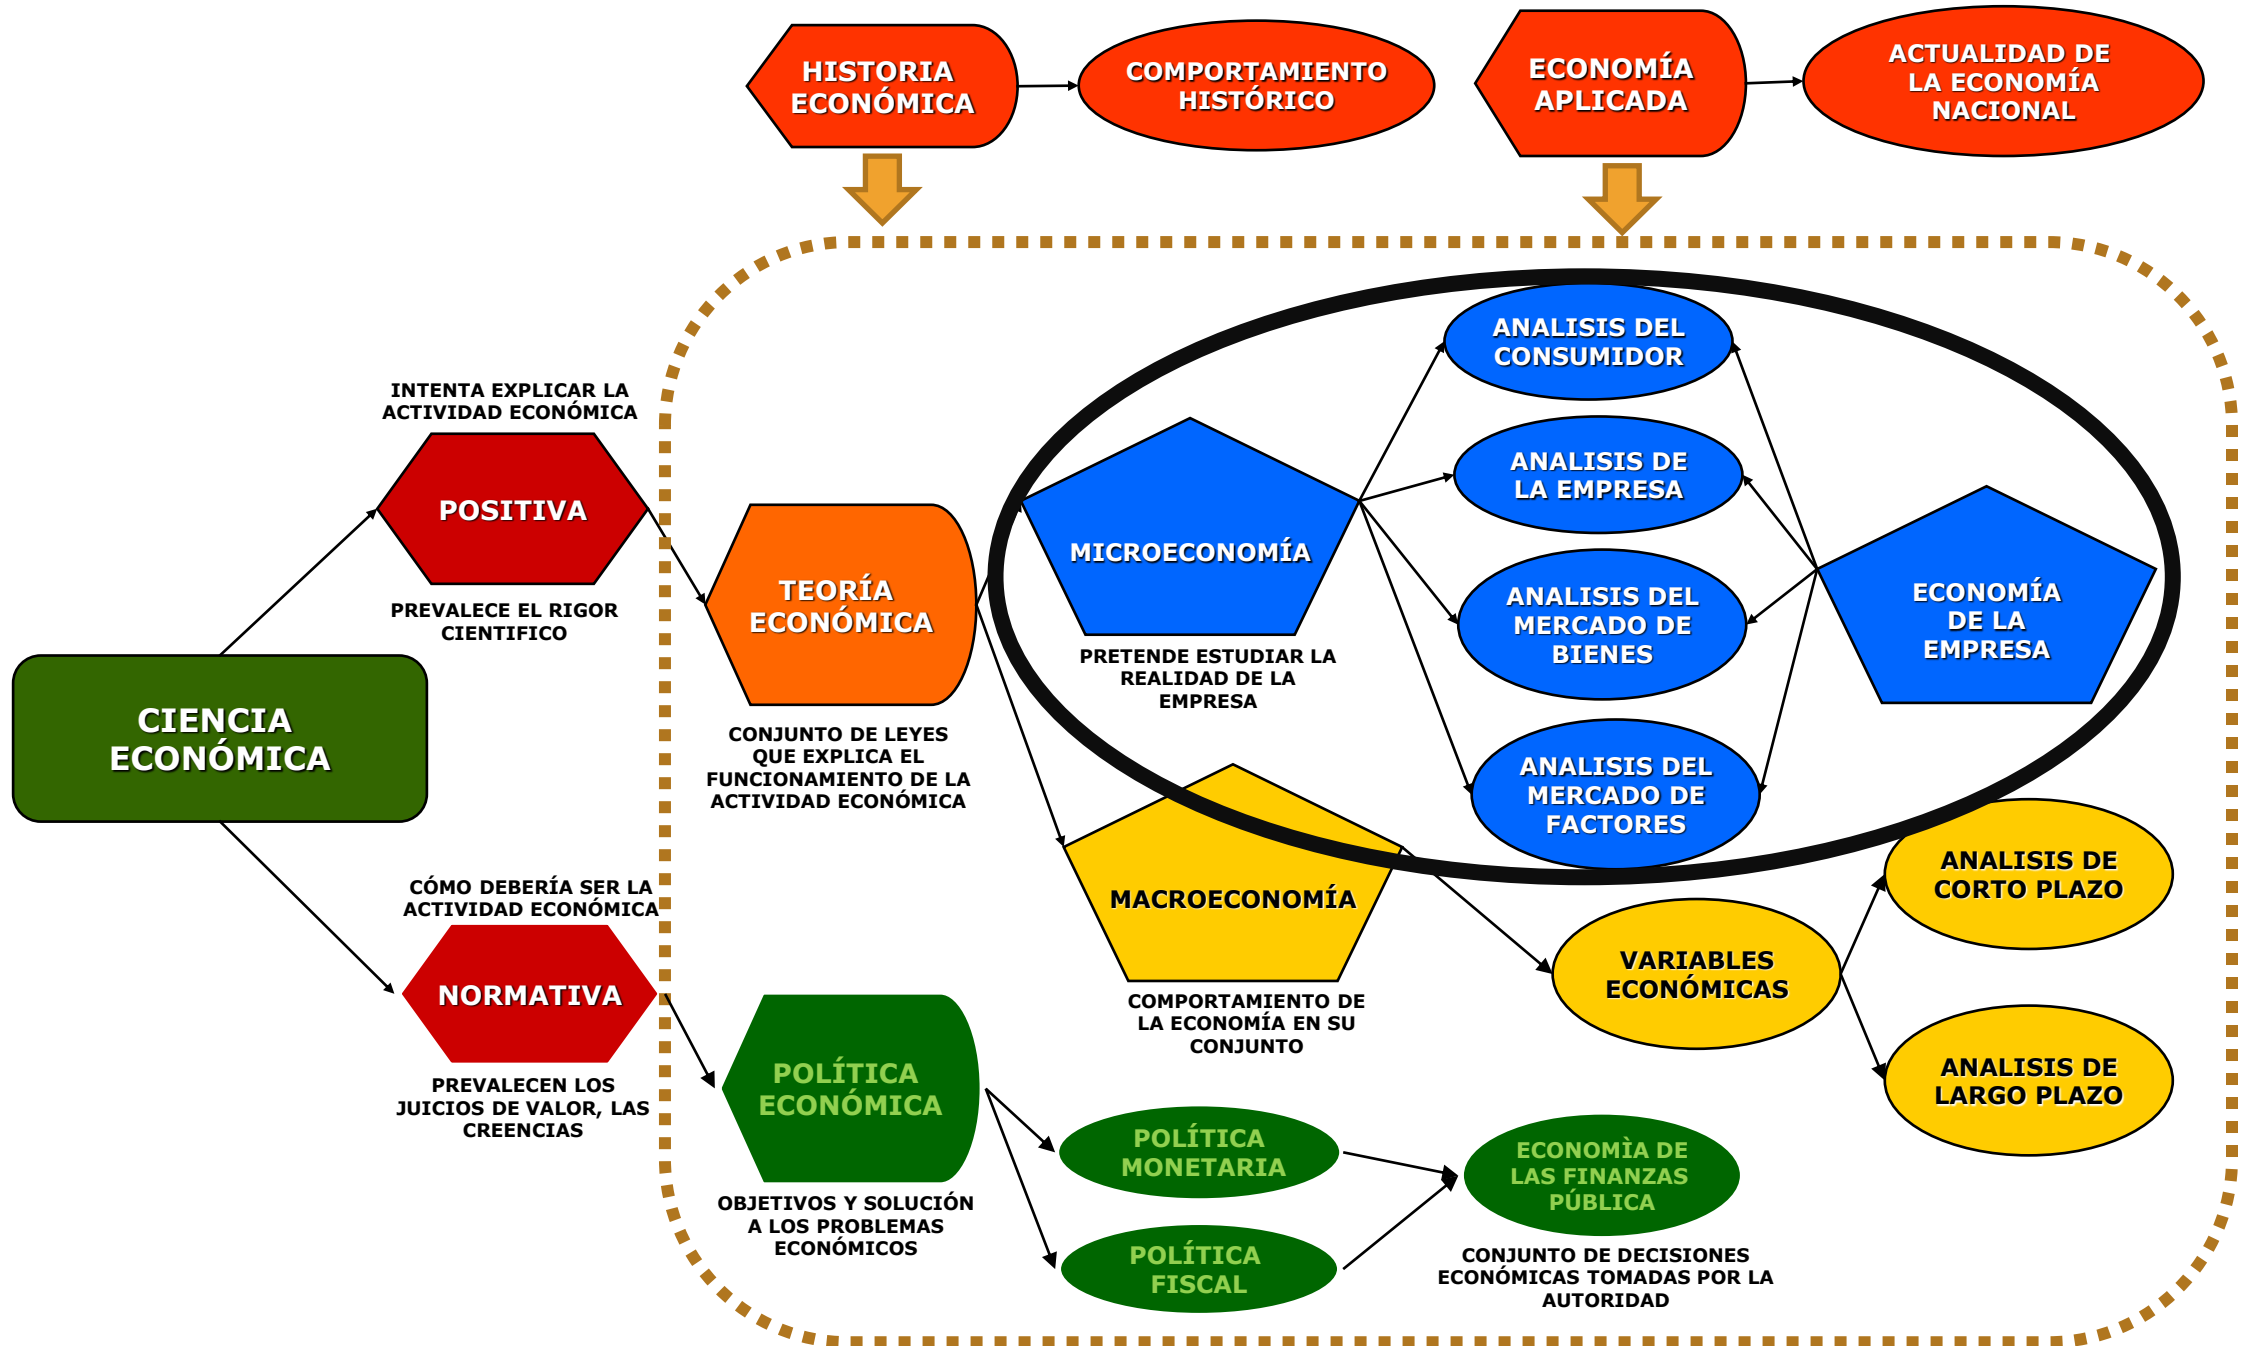 HISTORIA
ECONÓMICA
COMPORTAMIENTO
HISTÓRICO
ECONOMÍA
APLICADA
ACTUALIDAD DE
LA ECONOMÍA
NACIONAL
INTENTA EXPLICAR LA
ACTIVIDAD ECONÓMICA
POSITIVA
PREVALECE EL RIGOR
CIENTIFICO
CIENCIA
ECONÓMICA
CÓMO DEBERÍA SER LA
ACTIVIDAD ECONÓMICA
NORMATIVA
PREVALECEN LOS
JUICIOS DE VALOR, LAS
CREENCIAS
TEORÍA
ECONÓMICA
CONJUNTO DE LEYES
QUE EXPLICA EL
FUNCIONAMIENTO DE LA
ACTIVIDAD ECONÓMICA
MICROECONOMÍA
PRETENDE ESTUDIAR LA
REALIDAD DE LA
EMPRESA
ANALISIS DEL
CONSUMIDOR
ANALISIS DE
LA EMPRESA
ANALISIS DEL
MERCADO DE
BIENES
ANALISIS DEL
MERCADO DE
FACTORES
ECONOMÍA
DE LA
EMPRESA
MACROECONOMÍA
COMPORTAMIENTO DE
LA ECONOMÍA EN SU
CONJUNTO
VARIABLES
ECONÓMICAS
ANALISIS DE
CORTO PLAZO
ANALISIS DE
LARGO PLAZO
POLÍTICA
ECONÓMICA
OBJETIVOS Y SOLUCIÓN
A LOS PROBLEMAS
ECONÓMICOS
POLÍTICA
MONETARIA
POLÍTICA
FISCAL
ECONOMÌA DE
LAS FINANZAS
PÚBLICA
CONJUNTO DE DECISIONES
ECONÓMICAS TOMADAS POR LA
AUTORIDAD